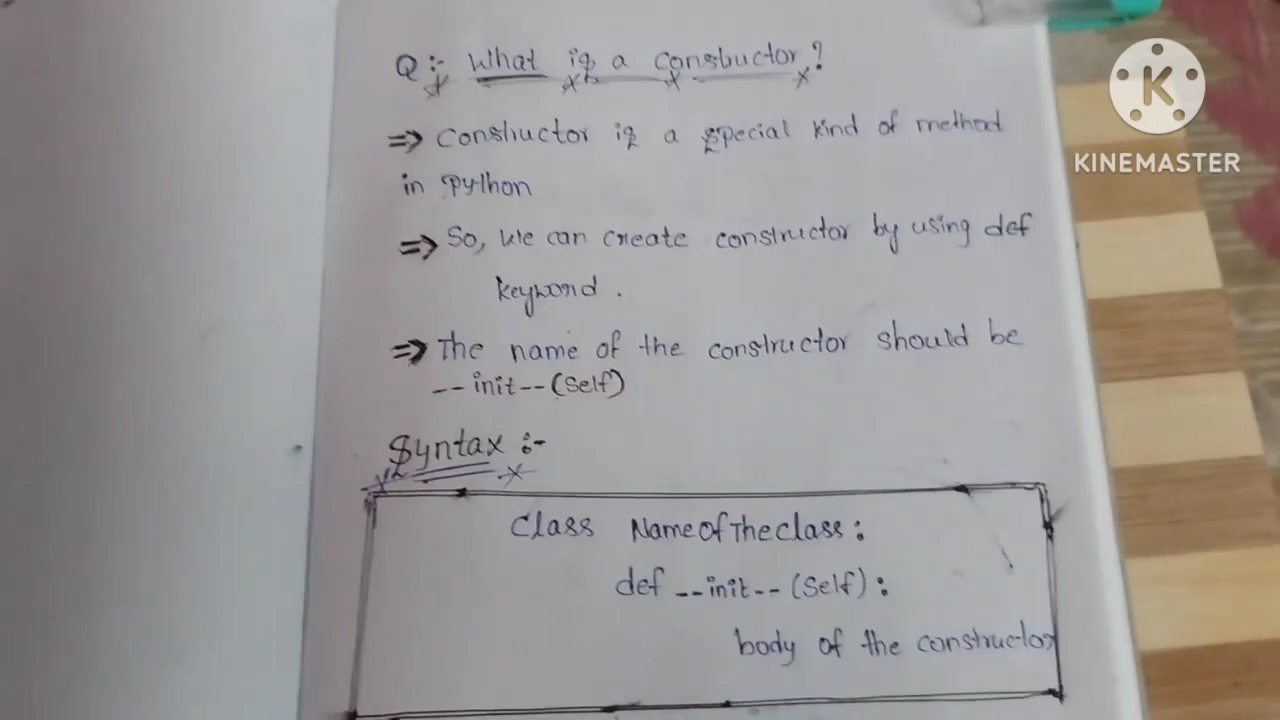 Q:- What is a constructor?
⇒ Constructor is a special kind of method
in python
⇒ So, we can create constructor by using def
keyword.
⇒ The name of the constructor should be
--init--(Self)
Syntax :-
Class NameOfTheclass:
def --init--(Self):
body of the constructor
K
KINEMASTER